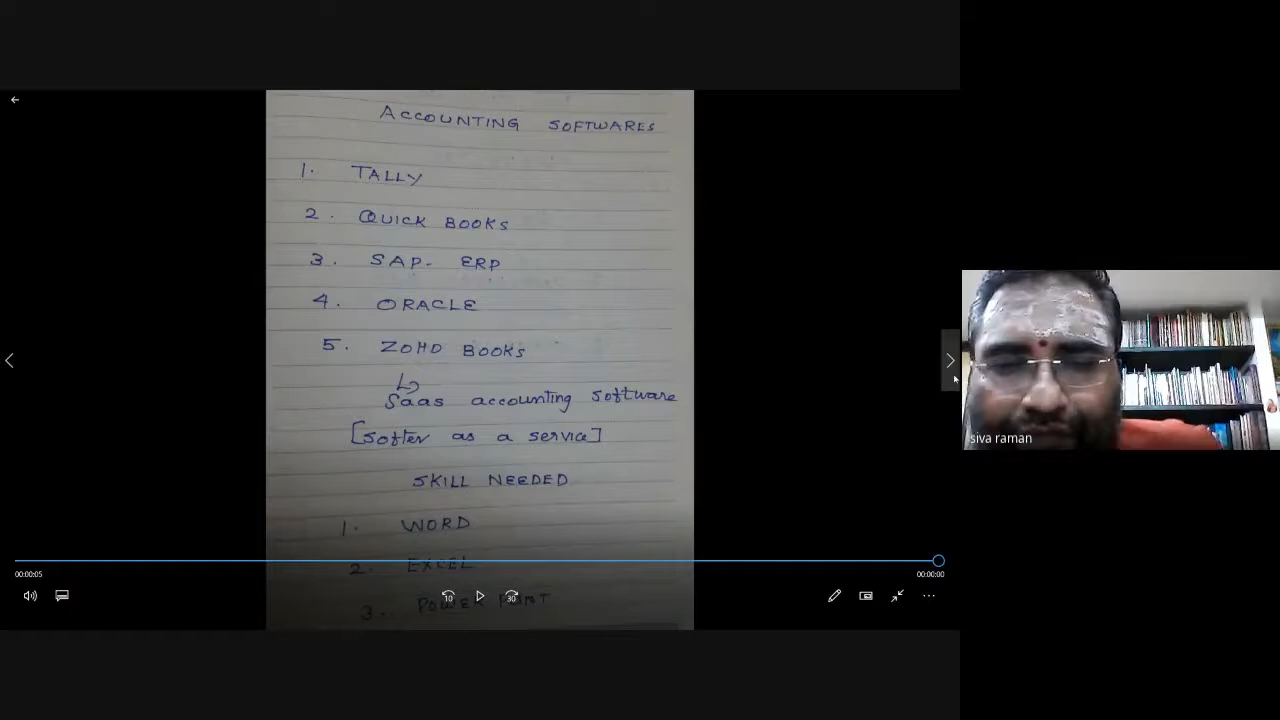 ACCOUNTING SOFTWARES
1. TALLY
2. QUICK BOOKS
3. SAP- ERP
4. ORACLE
5. ZOHO BOOKS
↳
Saas accounting software
[softer as a service]
SKILL NEEDED
1. WORD
2. EXCEL
3. POWER POINT
00:00:05
00:00:00
10
30
siva raman